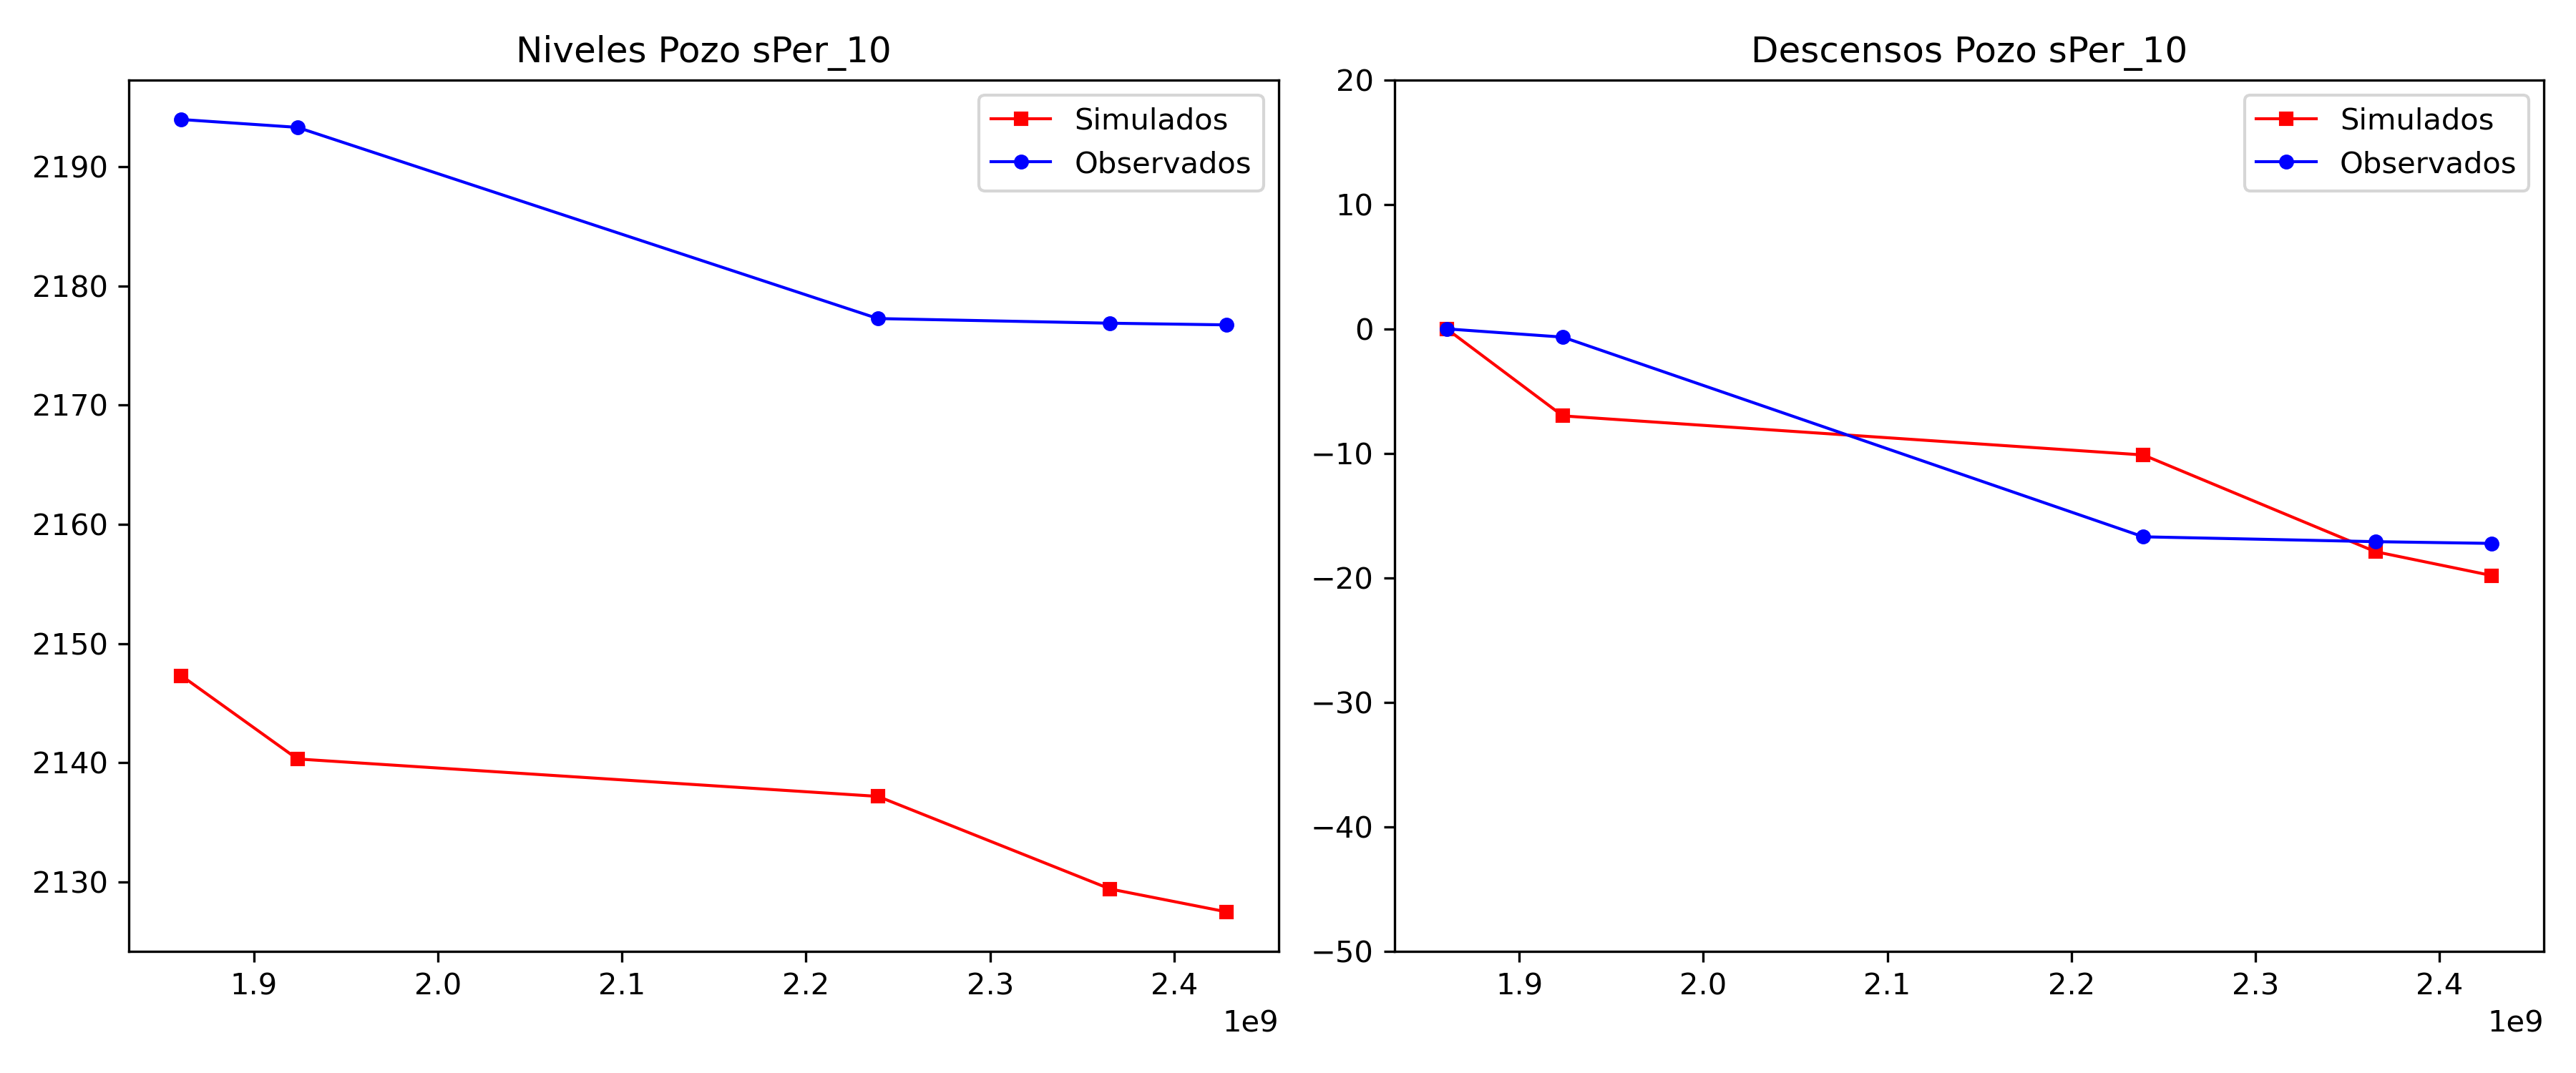 Niveles Pozo sPer_10
Simulados
Observados
2190
2180
2170
2160
2150
2140
2130
1.9 2.0 2.1 2.2 2.3 2.4
1e9
Descensos Pozo sPer_10
Simulados
Observados
20
10
0
−10
−20
−30
−40
−50
1.9 2.0 2.1 2.2 2.3 2.4
1e9